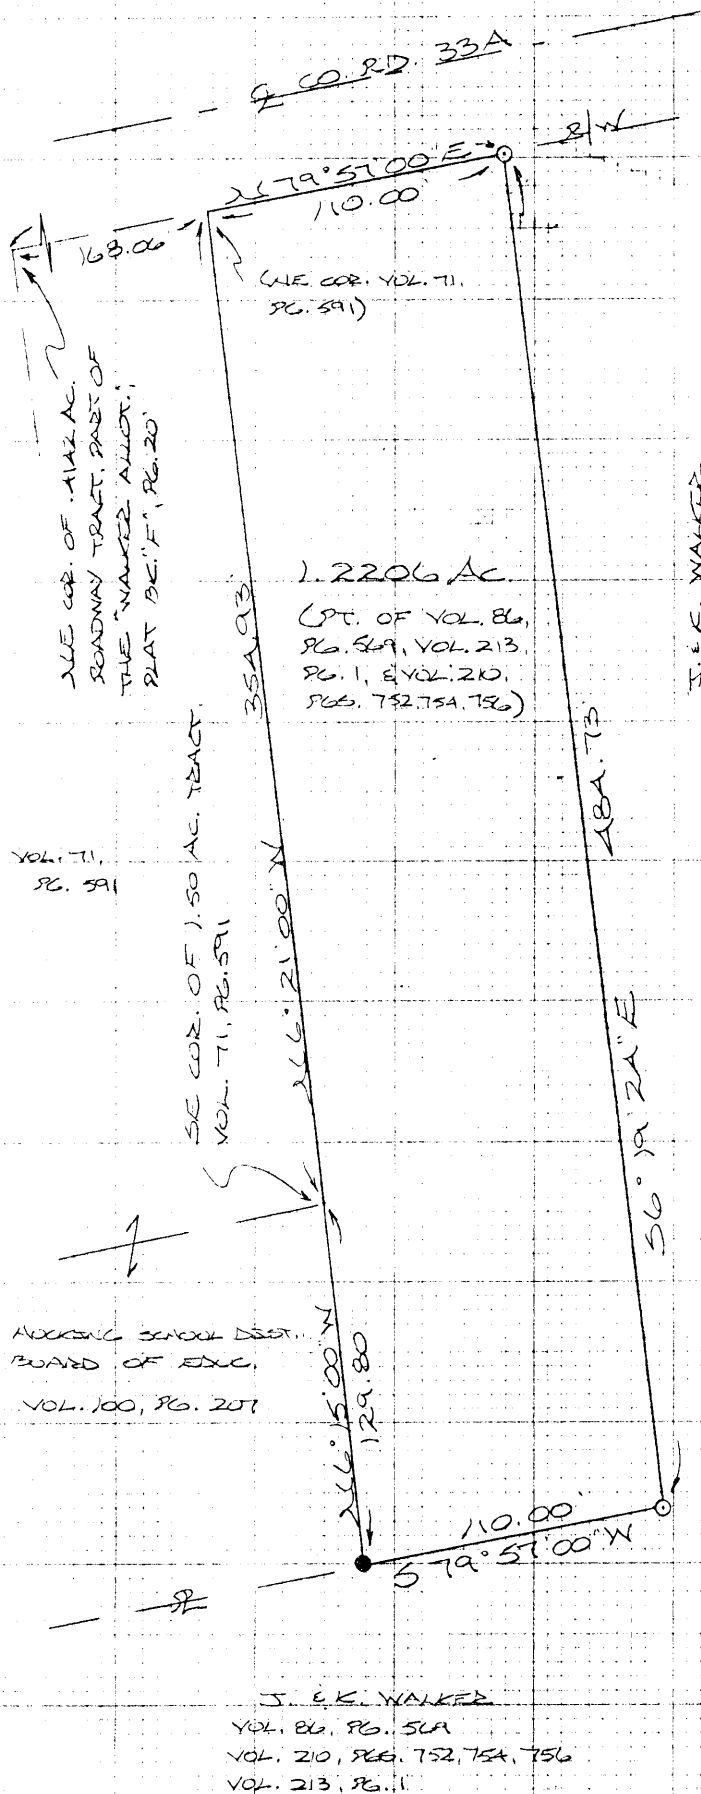 ℄ CO. RD. 33A
R/W
N 79° 57' 00" E
110.00'
168.06
(NE COR. VOL. 71,
PG. 591)
NE COR. OF .4142 AC.
ROADWAY TRACT, PART OF
THE "WALKER ALLOT.",
PLAT BK. "F", PG. 20
354.93'
N 6° 21' 00" W
1.2206 AC.
(PT. OF VOL. 86,
PG. 569, VOL. 213,
PG. 1, & VOL. 210,
PGS. 752, 754, 756)
484.73'
S 6° 19' 24" E
J. & K. WALKER
SE COR. OF 1.50 AC. TRACT,
VOL. 71, PG. 591
VOL. 71,
PG. 591
HOCKING SCHOOL DIST.
BOARD OF EDUC.
VOL. 100, PG. 207
N 6° 15' 00" W
129.80
110.00'
S 79° 57' 00" W
PL
J. & K. WALKER
VOL. 86, PG. 569
VOL. 210, PGS. 752, 754, 756
VOL. 213, PG. 1